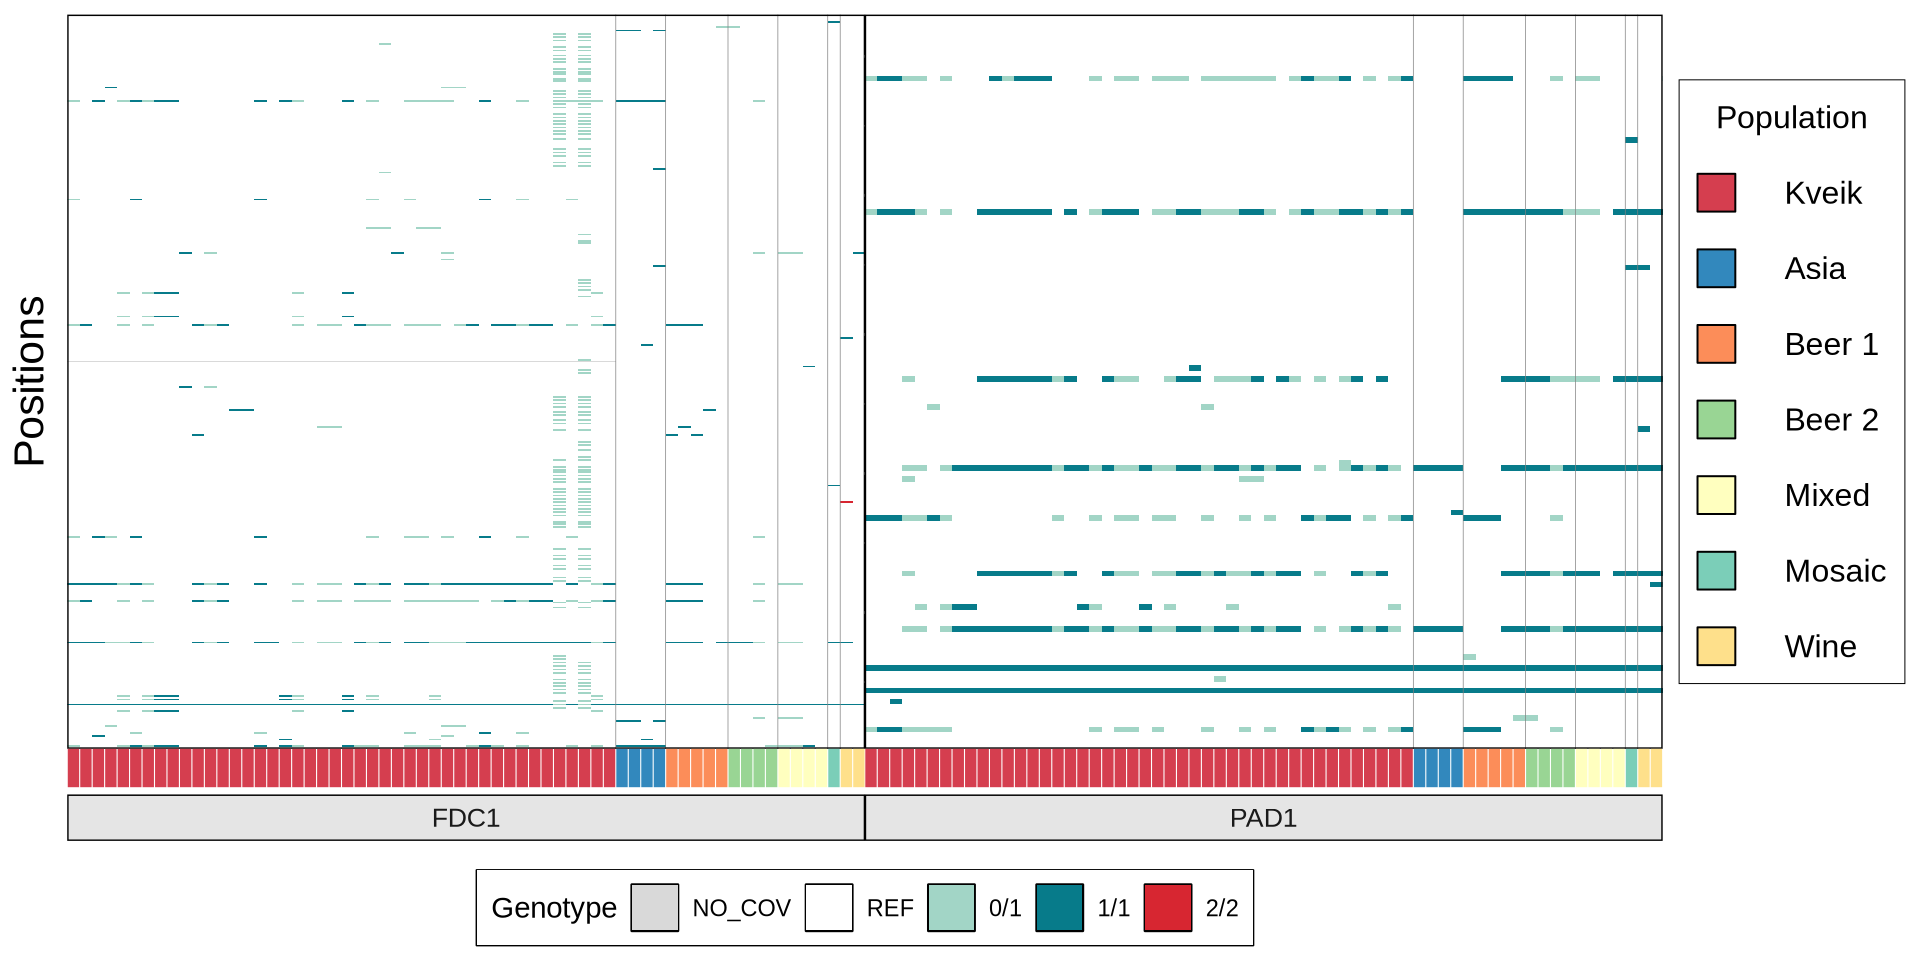 Positions
Population
Kveik
Asia
Beer 1
Beer 2
Mixed
Mosaic
Wine
FDC1 PAD1
Genotype NO_COV REF 0/1 1/1 2/2